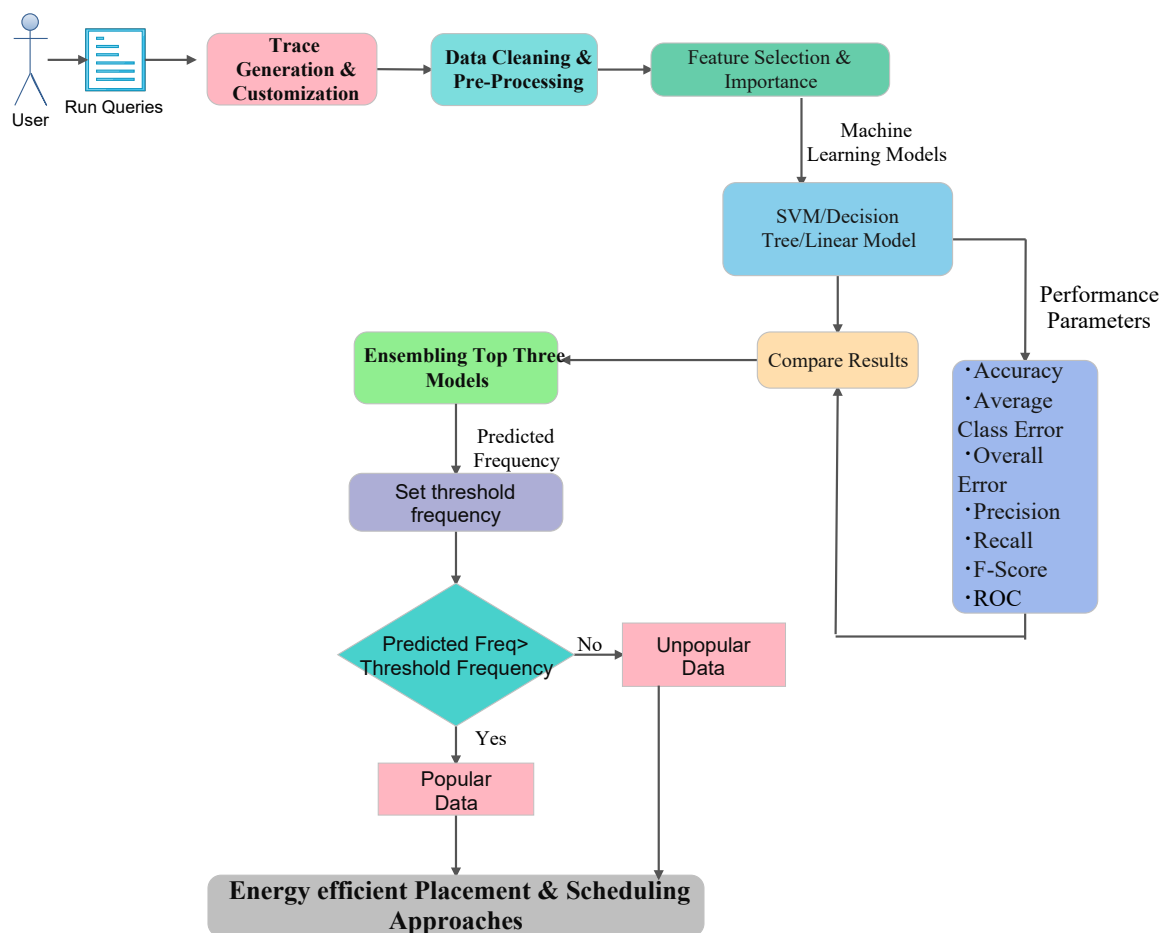 User
Run Queries
Trace
Generation &
Customization
Data Cleaning &
Pre-Processing
Feature Selection &
Importance
Machine
Learning Models
SVM/Decision
Tree/Linear Model
Performance
Parameters
·Accuracy
·Average
Class Error
·Overall
Error
·Precision
·Recall
·F-Score
·ROC
Compare Results
Ensembling Top Three
Models
Predicted
Frequency
Set threshold
frequency
Predicted Freq>
Threshold Frequency
No
Unpopular
Data
Yes
Popular
Data
Energy efficient Placement & Scheduling
Approaches